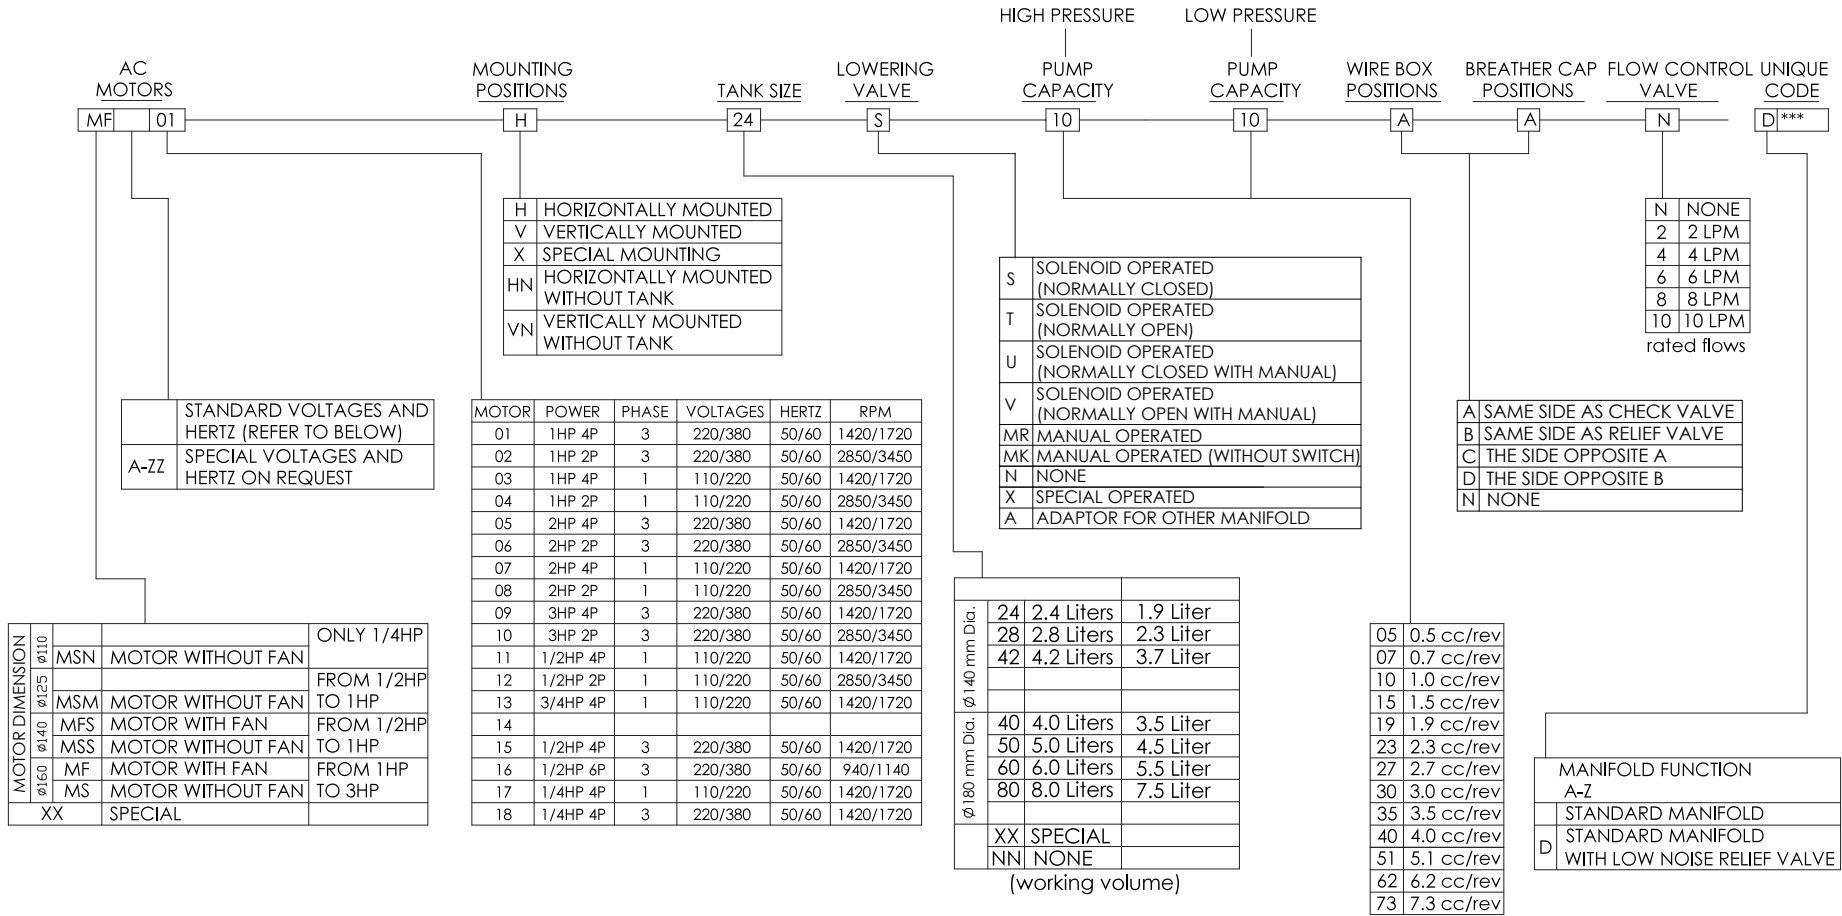 HIGH PRESSURE LOW PRESSURE
AC MOTORS
MOUNTING POSITIONS
TANK SIZE
LOWERING VALVE
PUMP CAPACITY
PUMP CAPACITY
WIRE BOX POSITIONS
BREATHER CAP POSITIONS
FLOW CONTROL VALVE
UNIQUE CODE
MF 01 H 24 S 10 10 A A N D ***
H HORIZONTALLY MOUNTED
V VERTICALLY MOUNTED
X SPECIAL MOUNTING
HN HORIZONTALLY MOUNTED
WITHOUT TANK
VN VERTICALLY MOUNTED
WITHOUT TANK
N NONE
2 2 LPM
4 4 LPM
6 6 LPM
8 8 LPM
10 10 LPM
rated flows
S SOLENOID OPERATED
(NORMALLY CLOSED)
T SOLENOID OPERATED
(NORMALLY OPEN)
U SOLENOID OPERATED
(NORMALLY CLOSED WITH MANUAL)
V SOLENOID OPERATED
(NORMALLY OPEN WITH MANUAL)
MR MANUAL OPERATED
MK MANUAL OPERATED (WITHOUT SWITCH)
N NONE
X SPECIAL OPERATED
A ADAPTOR FOR OTHER MANIFOLD
STANDARD VOLTAGES AND
HERTZ (REFER TO BELOW)
A-ZZ SPECIAL VOLTAGES AND
HERTZ ON REQUEST
MOTOR POWER PHASE VOLTAGES HERTZ RPM
01 1HP 4P 3 220/380 50/60 1420/1720
02 1HP 2P 3 220/380 50/60 2850/3450
03 1HP 4P 1 110/220 50/60 1420/1720
04 1HP 2P 1 110/220 50/60 2850/3450
05 2HP 4P 3 220/380 50/60 1420/1720
06 2HP 2P 3 220/380 50/60 2850/3450
07 2HP 4P 1 110/220 50/60 1420/1720
08 2HP 2P 1 110/220 50/60 2850/3450
09 3HP 4P 3 220/380 50/60 1420/1720
10 3HP 2P 3 220/380 50/60 2850/3450
11 1/2HP 4P 1 110/220 50/60 1420/1720
12 1/2HP 2P 1 110/220 50/60 2850/3450
13 3/4HP 4P 1 110/220 50/60 1420/1720
14
15 1/2HP 4P 3 220/380 50/60 1420/1720
16 1/2HP 6P 3 220/380 50/60 940/1140
17 1/4HP 4P 1 110/220 50/60 1420/1720
18 1/4HP 4P 3 220/380 50/60 1420/1720
A SAME SIDE AS CHECK VALVE
B SAME SIDE AS RELIEF VALVE
C THE SIDE OPPOSITE A
D THE SIDE OPPOSITE B
N NONE
MOTOR DIMENSION
ø110
ONLY 1/4HP
MSN MOTOR WITHOUT FAN
ø125
FROM 1/2HP
MSM MOTOR WITHOUT FAN TO 1HP
ø140
MFS MOTOR WITH FAN FROM 1/2HP
MSS MOTOR WITHOUT FAN TO 1HP
ø160
MF MOTOR WITH FAN FROM 1HP
MS MOTOR WITHOUT FAN TO 3HP
XX SPECIAL
ø140 mm Dia.
24 2.4 Liters 1.9 Liter
28 2.8 Liters 2.3 Liter
42 4.2 Liters 3.7 Liter
ø180 mm Dia.
40 4.0 Liters 3.5 Liter
50 5.0 Liters 4.5 Liter
60 6.0 Liters 5.5 Liter
80 8.0 Liters 7.5 Liter
XX SPECIAL
NN NONE
(working volume)
05 0.5 cc/rev
07 0.7 cc/rev
10 1.0 cc/rev
15 1.5 cc/rev
19 1.9 cc/rev
23 2.3 cc/rev
27 2.7 cc/rev
30 3.0 cc/rev
35 3.5 cc/rev
40 4.0 cc/rev
51 5.1 cc/rev
62 6.2 cc/rev
73 7.3 cc/rev
MANIFOLD FUNCTION
A-Z
STANDARD MANIFOLD
D STANDARD MANIFOLD
WITH LOW NOISE RELIEF VALVE